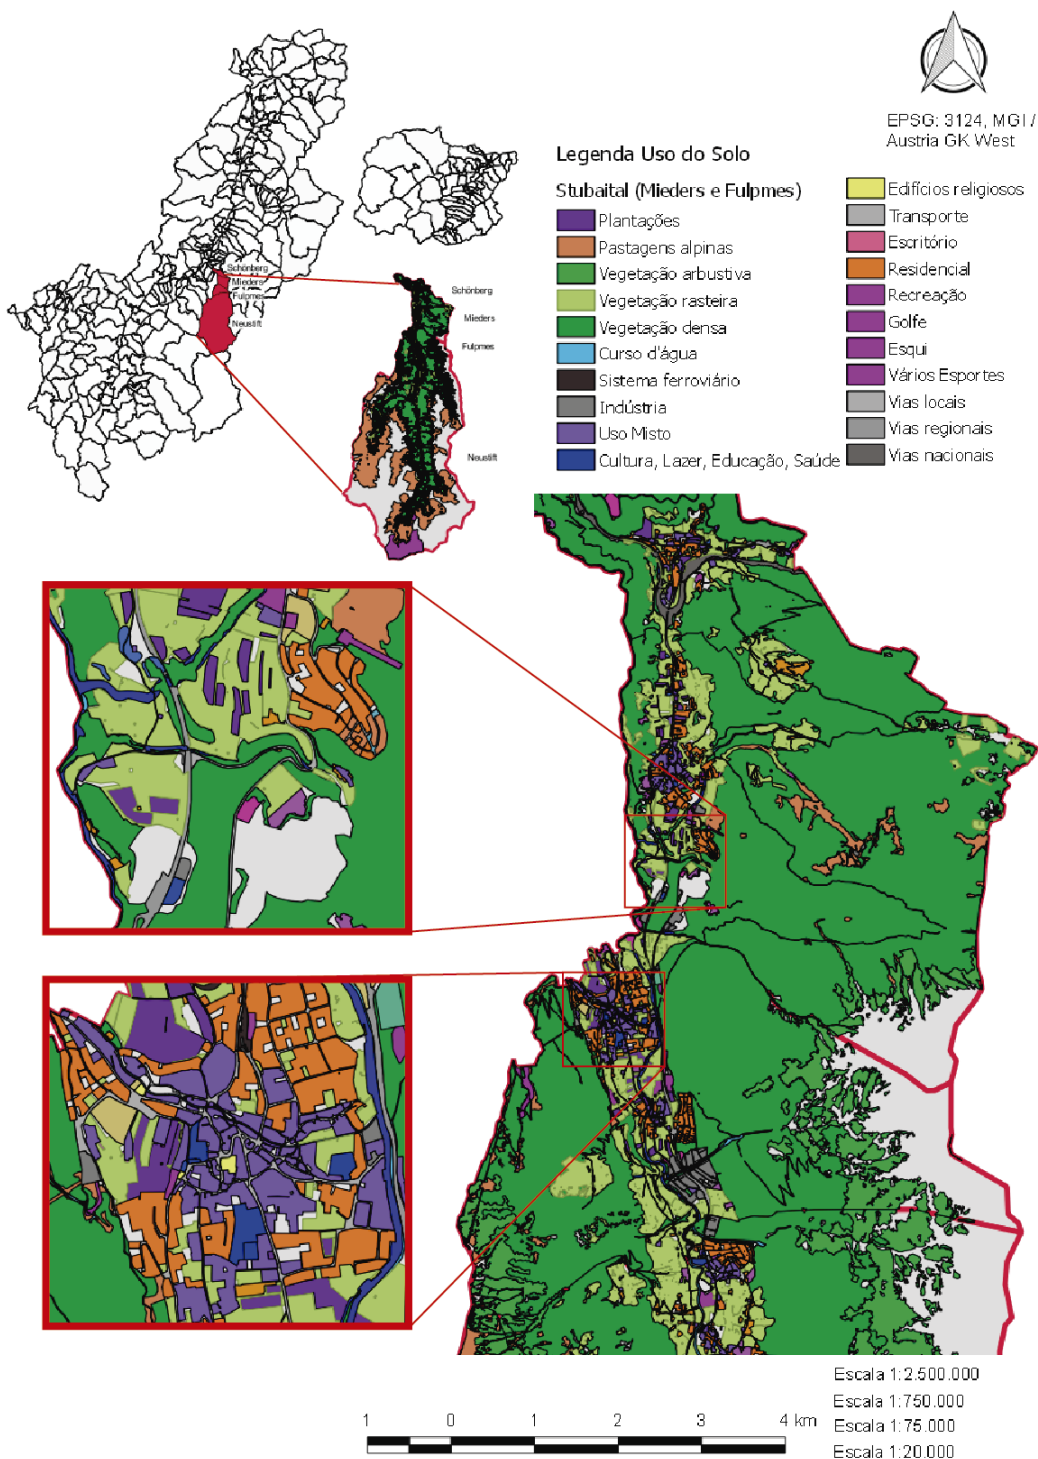 EPSG: 3124, MGI /
Austria GK West
Legenda Uso do Solo
Stubaital (Mieders e Fulpmes)
Plantações
Pastagens alpinas
Vegetação arbustiva
Vegetação rasteira
Vegetação densa
Curso d'água
Sistema ferroviário
Indústria
Uso Misto
Cultura, Lazer, Educação, Saúde
Edifícios religiosos
Transporte
Escritório
Residencial
Recreação
Golfe
Esqui
Vários Esportes
Vias locais
Vias regionais
Vias nacionais
Schönberg
Mieders
Fulpmes
Neustift
Schönberg
Mieders
Fulpmes
Neustift
1 0 1 2 3 4 km
Escala 1:2.500.000
Escala 1:750.000
Escala 1:75.000
Escala 1:20.000